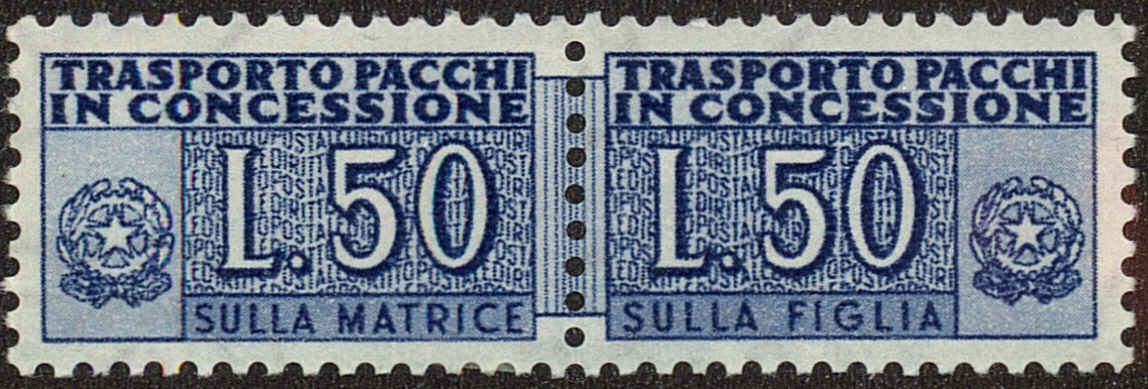 TRASPORTO PACCHI
IN CONCESSIONE
L.50
SULLA MATRICE
TRASPORTO PACCHI
IN CONCESSIONE
L.50
SULLA FIGLIA